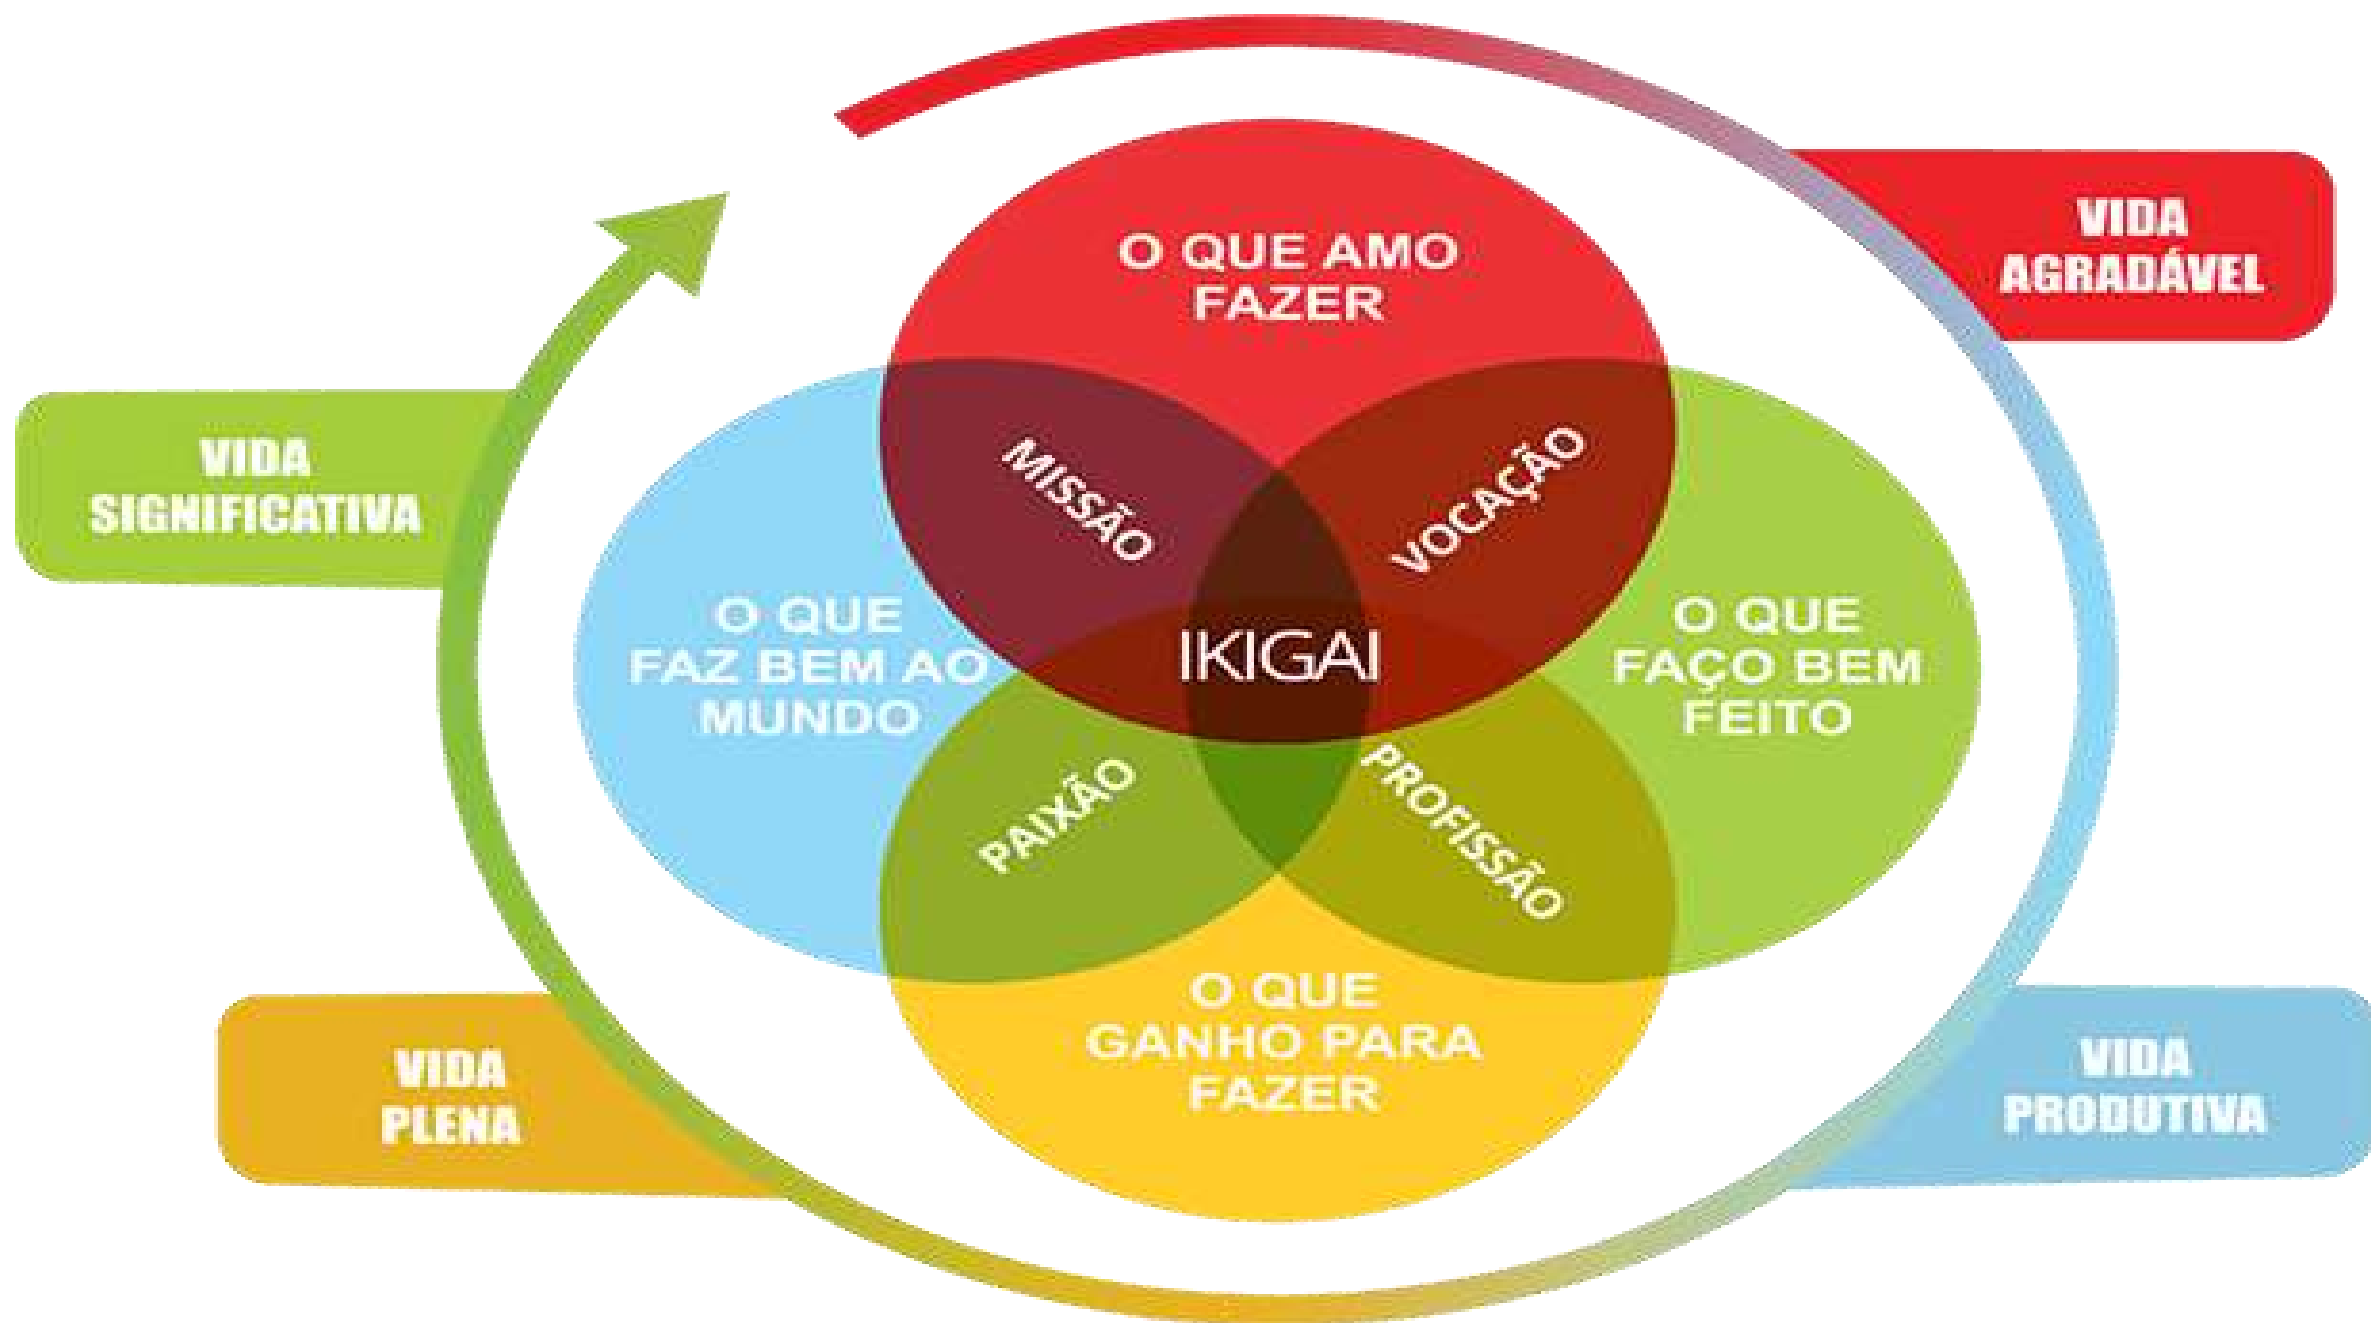 O QUE AMO
FAZER
VIDA
AGRADÁVEL
VIDA
SIGNIFICATIVA
MISSÃO
VOCAÇÃO
O QUE
FAZ BEM AO
MUNDO
IKIGAI
O QUE
FAÇO BEM
FEITO
PAIXÃO
PROFISSÃO
O QUE
GANHO PARA
FAZER
VIDA
PLENA
VIDA
PRODUTIVA